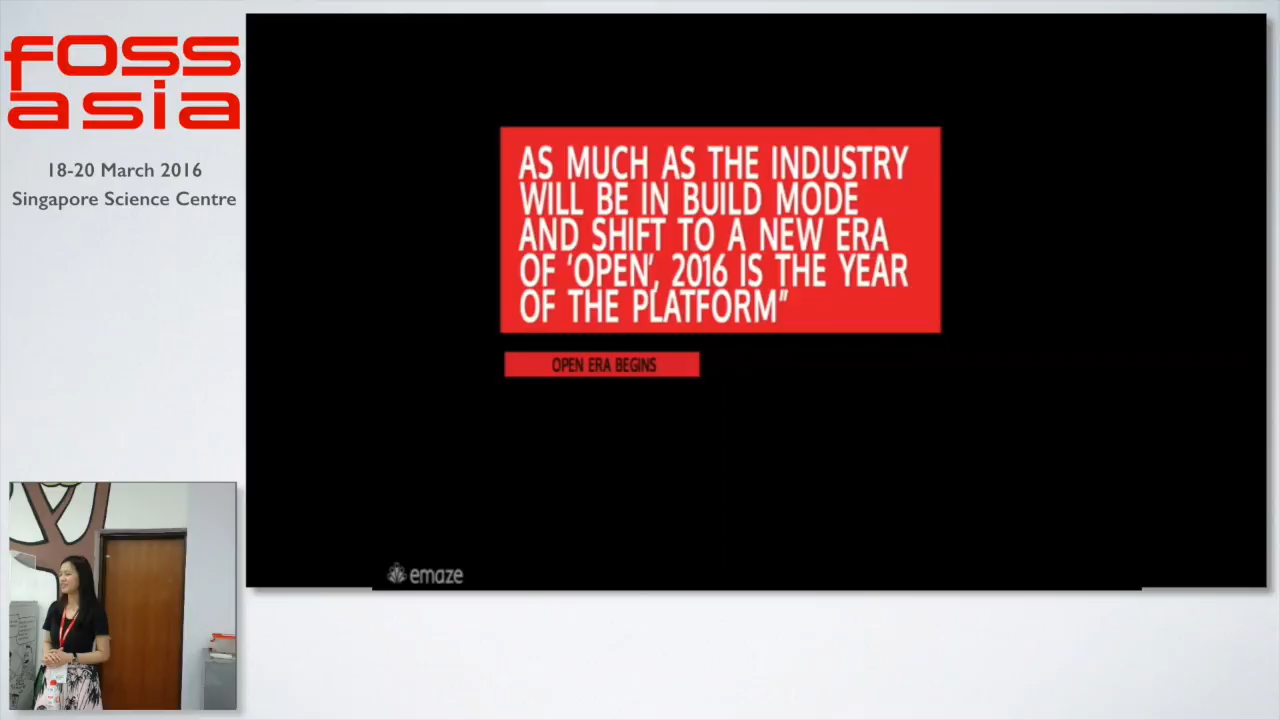 foss
asia
18-20 March 2016
Singapore Science Centre
AS MUCH AS THE INDUSTRY
WILL BE IN BUILD MODE
AND SHIFT TO A NEW ERA
OF ‘OPEN’, 2016 IS THE YEAR
OF THE PLATFORM”
OPEN ERA BEGINS
emaze